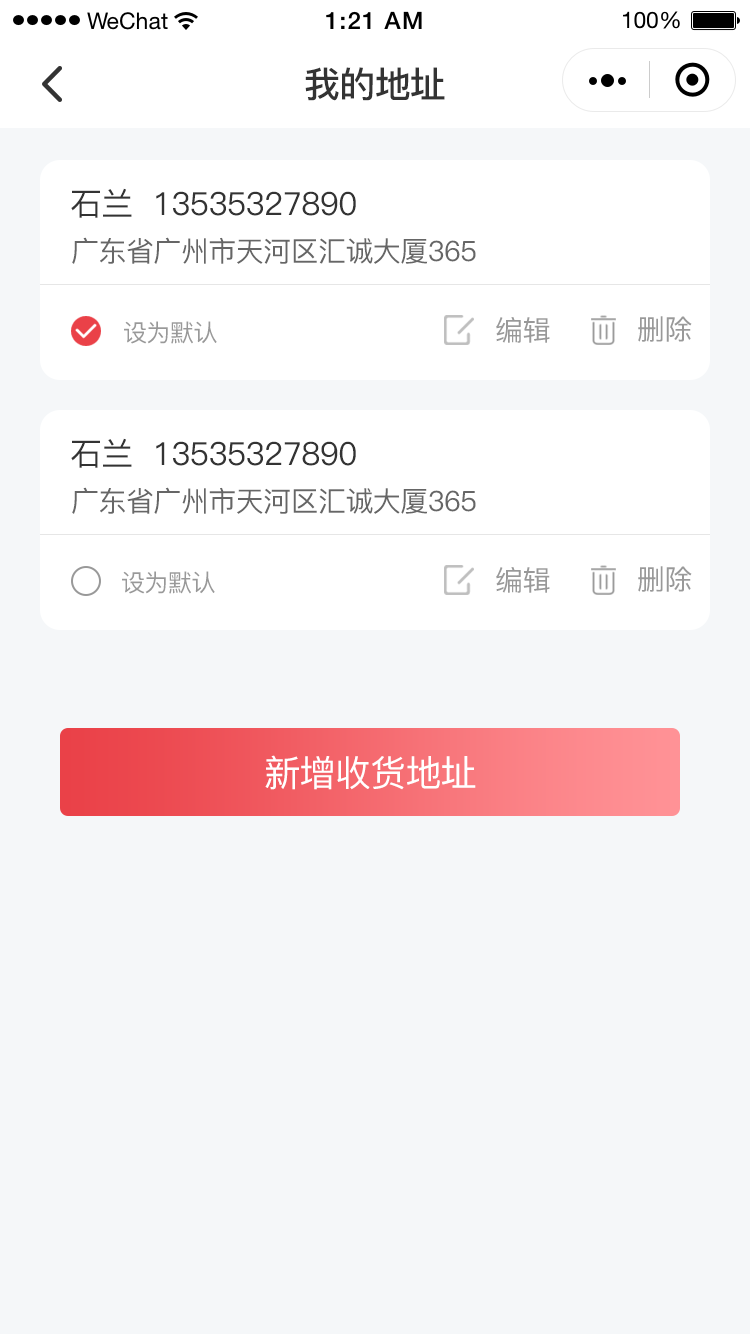 WeChat 1:21 AM 100%
我的地址
石兰 13535327890
广东省广州市天河区汇诚大厦365
设为默认 编辑 删除
石兰 13535327890
广东省广州市天河区汇诚大厦365
设为默认 编辑 删除
新增收货地址